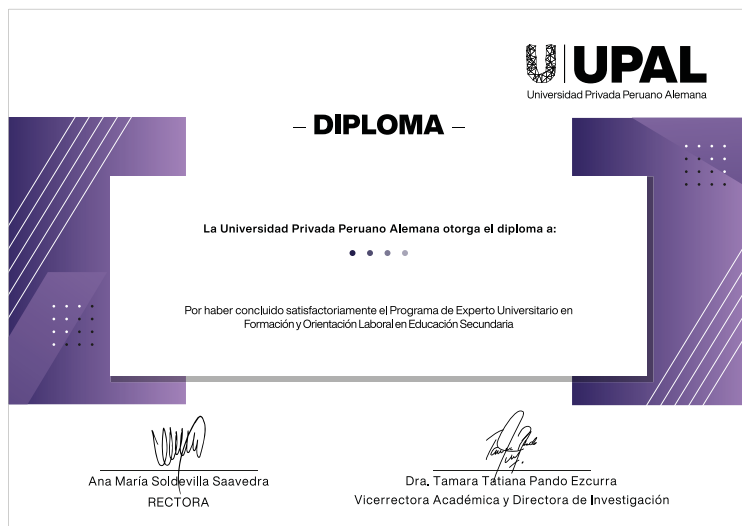 UPAL
Universidad Privada Peruano Alemana
DIPLOMA
La Universidad Privada Peruano Alemana otorga el diploma a:
Por haber concluido satisfactoriamente el Programa de Experto Universitario en
Formación y Orientación Laboral en Educación Secundaria
Ana María Soldevilla Saavedra
RECTORA
Dra. Tamara Tatiana Pando Ezcurra
Vicerrectora Académica y Directora de Investigación